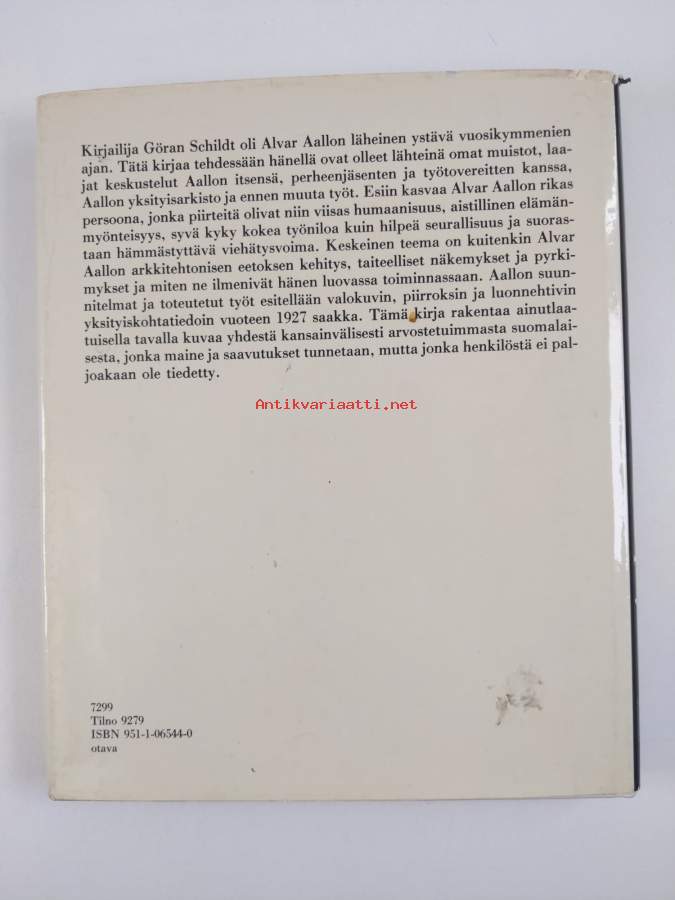 Kirjailija Göran Schildt oli Alvar Aallon läheinen ystävä vuosikymmenien
ajan. Tätä kirjaa tehdessään hänellä ovat olleet lähteinä omat muistot, laa-
jat keskustelut Aallon itsensä, perheenjäsenten ja työtovereitten kanssa,
Aallon yksityisarkisto ja ennen muuta työt. Esiin kasvaa Alvar Aallon rikas
persoona, jonka piirteitä olivat niin viisas humaanisuus, aistillinen elämän-
myönteisyys, syvä kyky kokea työniloa kuin hilpeä seurallisuus ja suoras-
taan hämmästyttävä viehätysvoima. Keskeinen teema on kuitenkin Alvar
Aallon arkkitehtonisen eetoksen kehitys, taiteelliset näkemykset ja pyrki-
mykset ja miten ne ilmenivät hänen luovassa toiminnassaan. Aallon suun-
nitelmat ja toteutetut työt esitellään valokuvin, piirroksin ja luonnehtivin
yksityiskohtatiedoin vuoteen 1927 saakka. Tämä kirja rakentaa ainutlaa-
tuisella tavalla kuvaa yhdestä kansainvälisesti arvostetuimmasta suomalai-
sesta, jonka maine ja saavutukset tunnetaan, mutta jonka henkilöstä ei pal-
joakaan ole tiedetty.
Antikvariaatti.net
7299
Tilno 9279
ISBN 951-1-06544-0
otava